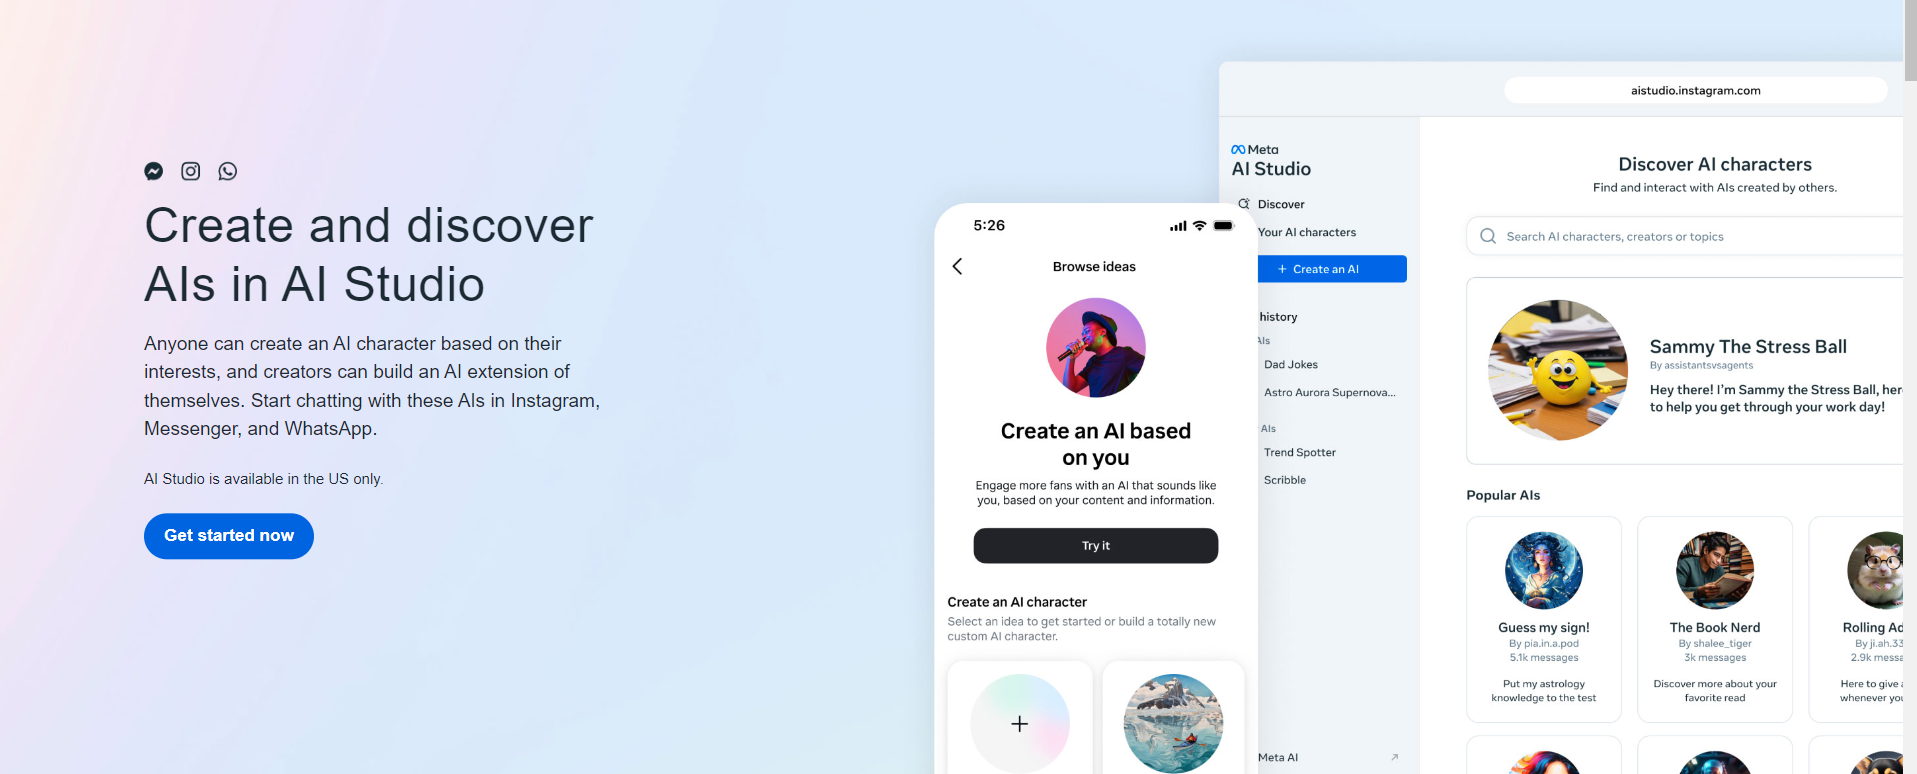 Create and discover
AIs in AI Studio
Anyone can create an AI character based on their
interests, and creators can build an AI extension of
themselves. Start chatting with these AIs in Instagram,
Messenger, and WhatsApp.
AI Studio is available in the US only.
Get started now
5:26
Browse ideas
Create an AI based
on you
Engage more fans with an AI that sounds like
you, based on your content and information.
Try it
Create an AI character
Select an idea to get started or build a totally new
custom AI character.
aistudio.instagram.com
Meta
AI Studio
Discover
Your AI characters
+ Create an AI
history
AIs
Dad Jokes
Astro Aurora Supernova...
AIs
Trend Spotter
Scribble
Meta AI
Discover AI characters
Find and interact with AIs created by others.
Search AI characters, creators or topics
Sammy The Stress Ball
By assistantsvsagents
Hey there! I'm Sammy the Stress Ball,
to help you get through your work day!
Popular AIs
Guess my sign!
By pia.in.a.pod
5.1k messages
Put my astrology
knowledge to the test
The Book Nerd
By shalee_tiger
3k messages
Discover more about your
favorite read
Rolling
By ji.ah.33
2.9k
Here to give
whenever